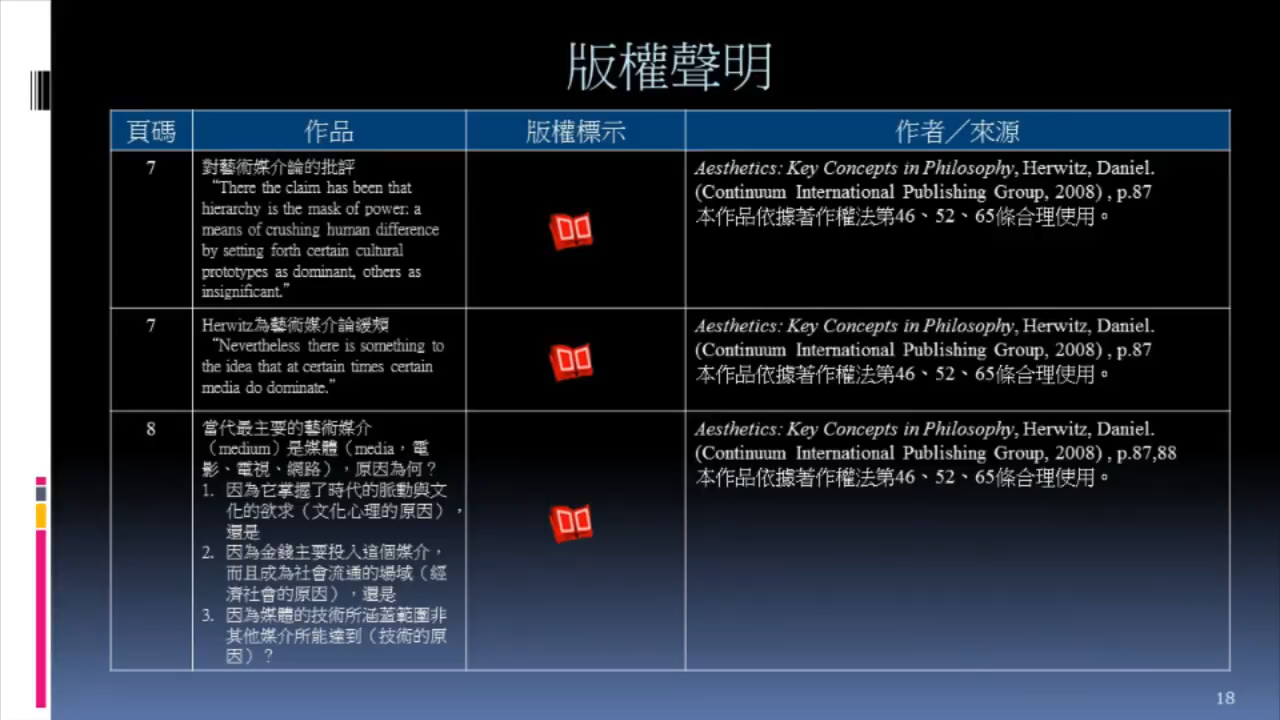 版權聲明
頁碼 作品 版權標示 作者／來源
7
對藝術媒介論的批評
“There the claim has been that
hierarchy is the mask of power: a
means of crushing human difference
by setting forth certain cultural
prototypes as dominant, others as
insignificant.”
Aesthetics: Key Concepts in Philosophy, Herwitz, Daniel.
(Continuum International Publishing Group, 2008) , p.87
本作品依據著作權法第46、52、65條合理使用。
7
Herwitz為藝術媒介論緩頰
“Nevertheless there is something to
the idea that at certain times certain
media do dominate.”
Aesthetics: Key Concepts in Philosophy, Herwitz, Daniel.
(Continuum International Publishing Group, 2008) , p.87
本作品依據著作權法第46、52、65條合理使用。
8
當代最主要的藝術媒介
（medium）是媒體（media，電
影、電視、網路），原因為何？
1. 因為它掌握了時代的脈動與文
化的欲求（文化心理的原因），
還是
2. 因為金錢主要投入這個媒介，
而且成為社會流通的場域（經
濟社會的原因），還是
3. 因為媒體的技術所涵蓋範圍非
其他媒介所能達到（技術的原
因）？
Aesthetics: Key Concepts in Philosophy, Herwitz, Daniel.
(Continuum International Publishing Group, 2008) , p.87,88
本作品依據著作權法第46、52、65條合理使用。
18